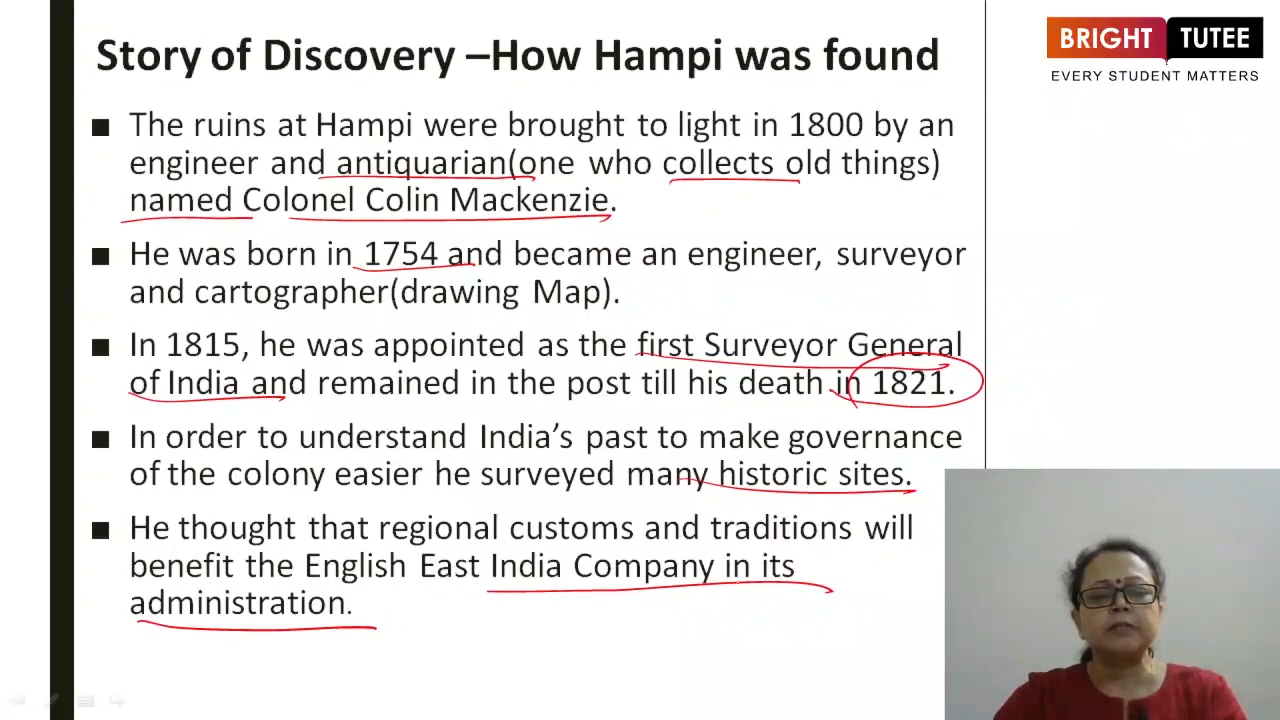 Story of Discovery –How Hampi was found
BRIGHT TUTEE
EVERY STUDENT MATTERS
■ The ruins at Hampi were brought to light in 1800 by an
engineer and antiquarian(one who collects old things)
named Colonel Colin Mackenzie.
■ He was born in 1754 and became an engineer, surveyor
and cartographer(drawing Map).
■ In 1815, he was appointed as the first Surveyor General
of India and remained in the post till his death in 1821.
■ In order to understand India’s past to make governance
of the colony easier he surveyed many historic sites.
■ He thought that regional customs and traditions will
benefit the English East India Company in its
administration.